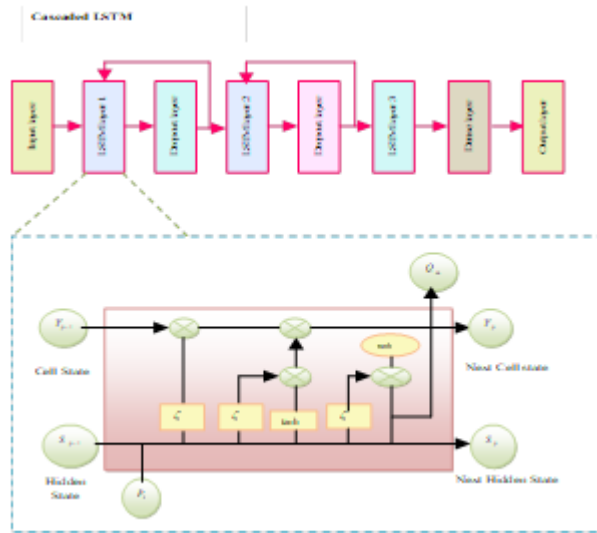 Cascaded LSTM
Input layer
LSTM layer 1
Dropout layer
LSTM layer 2
Dropout layer
LSTM layer 3
Dense layer
Output layer
Cell State
Next Cell state
tanh
ζ ζ tanh ζ
Hidden
State
Next Hidden State